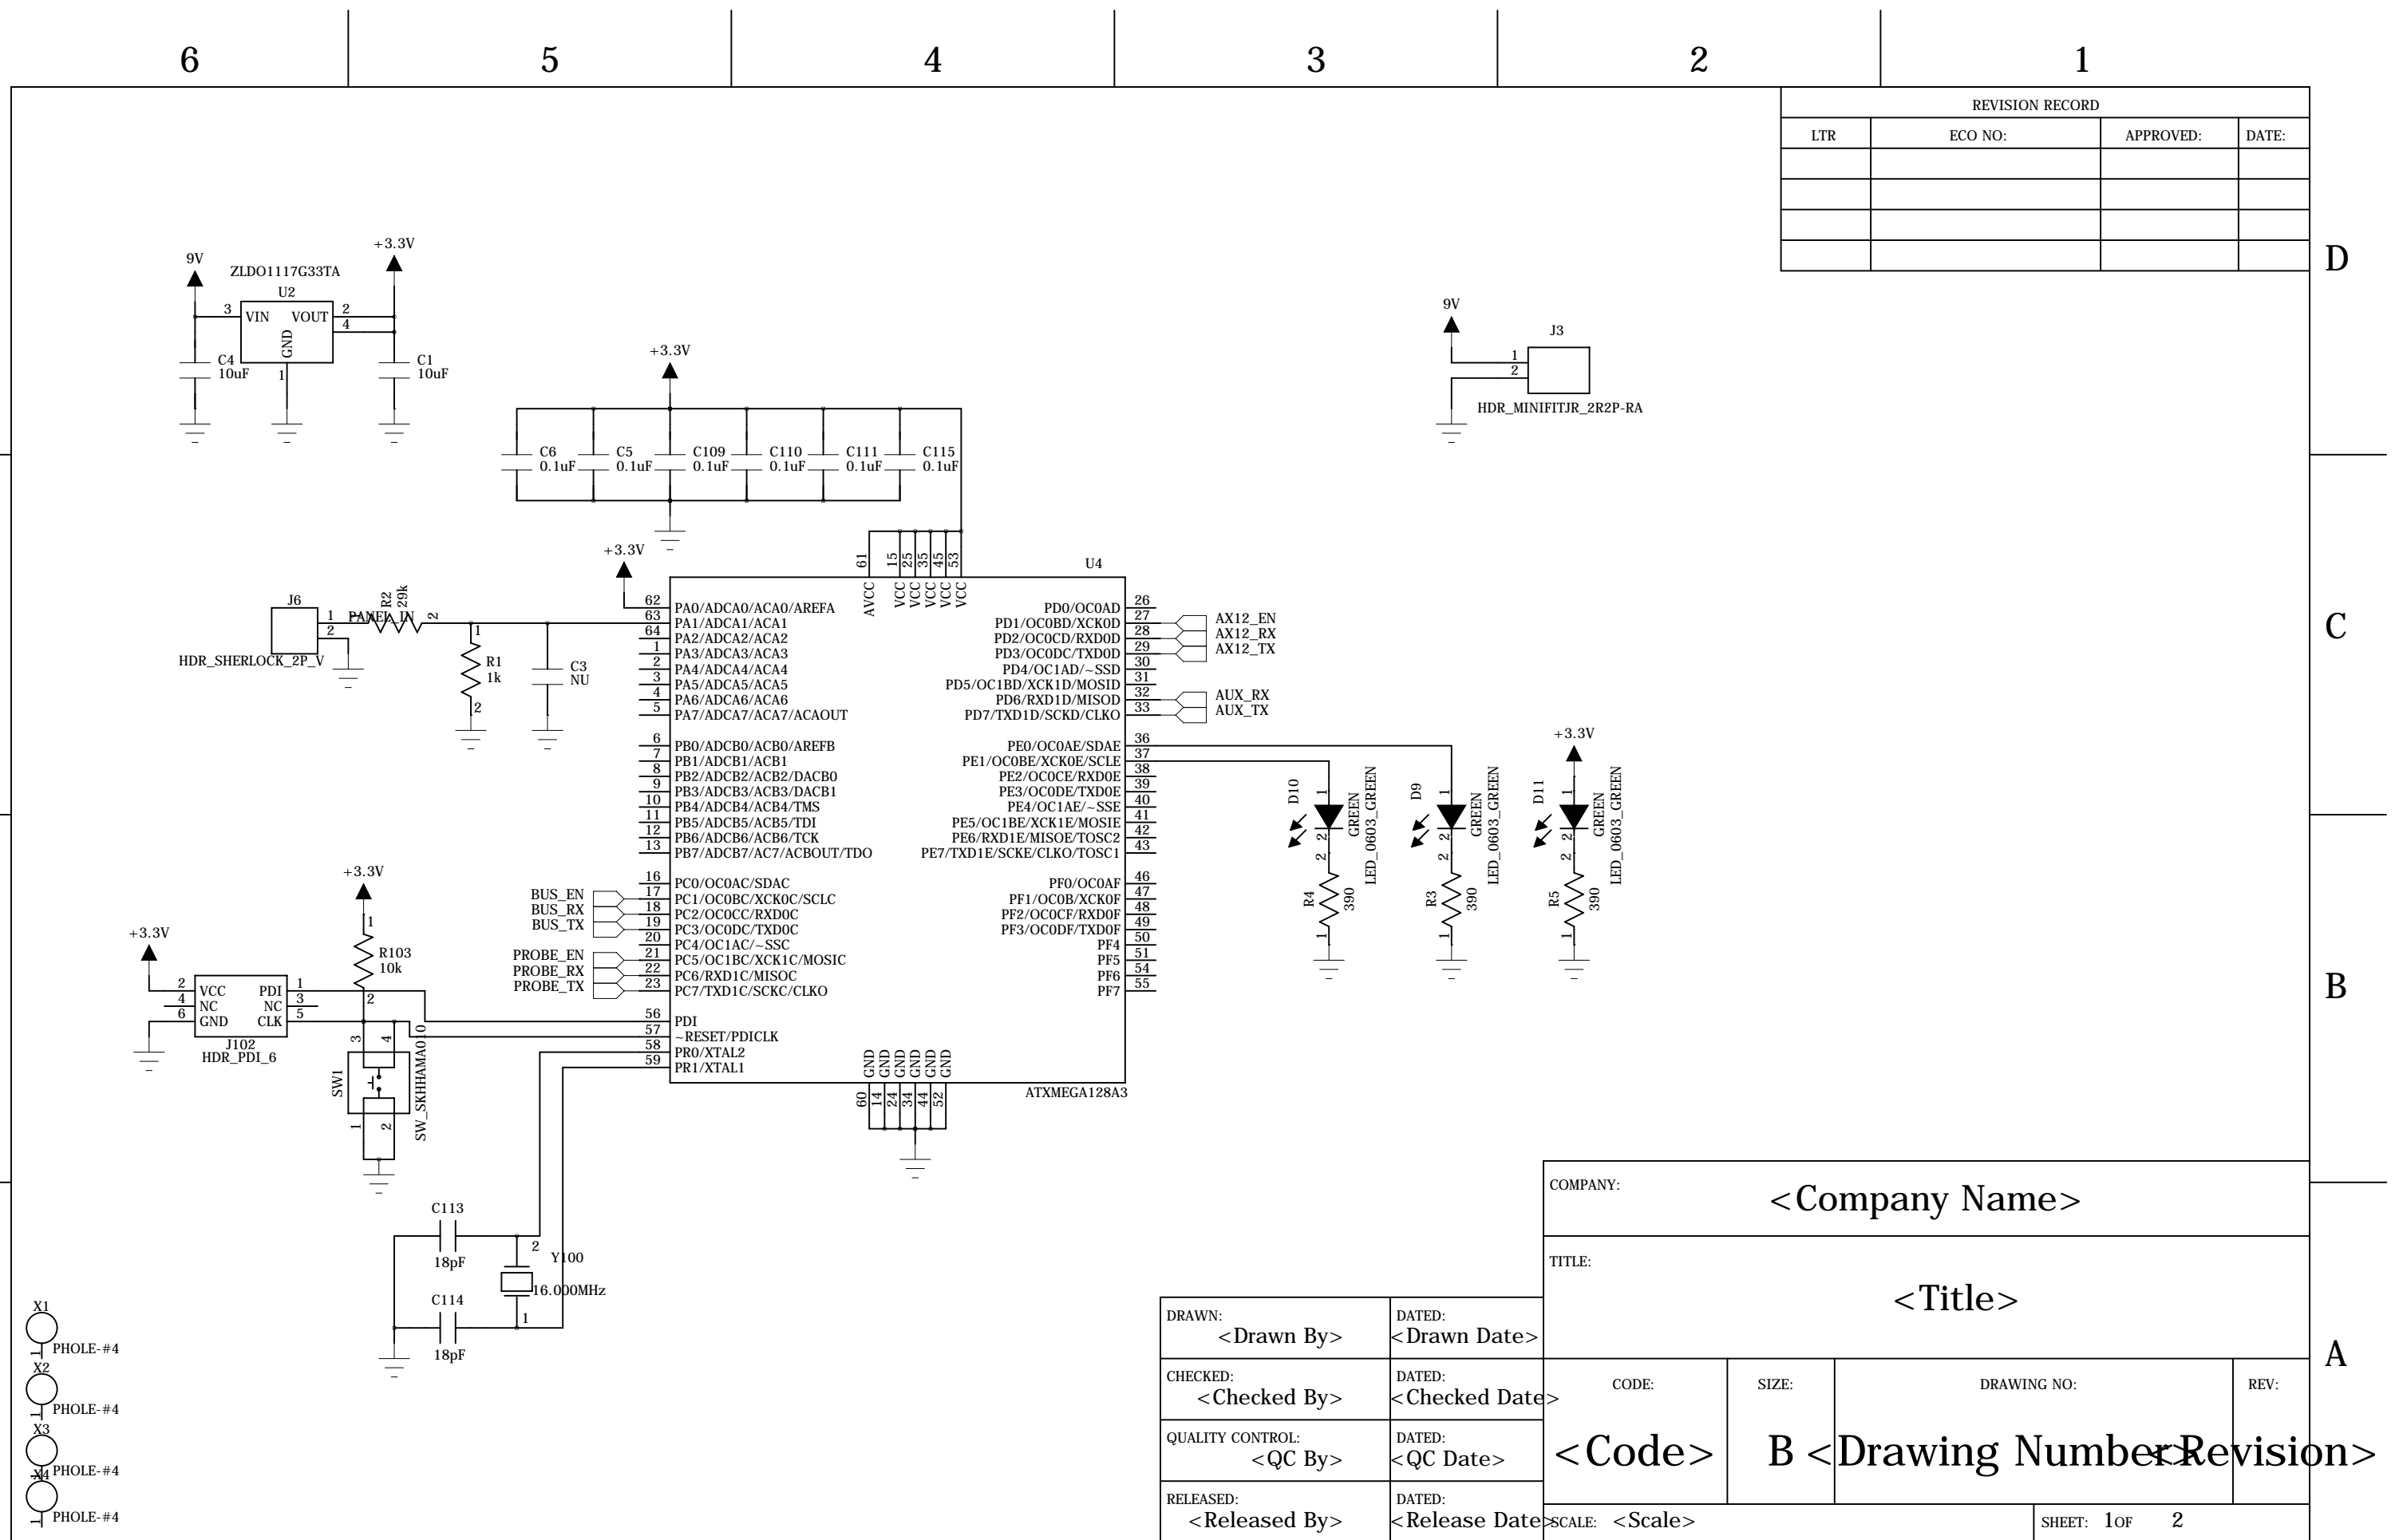 6 5 4 3 2 1
REVISION RECORD
LTR ECO NO: APPROVED: DATE:
D
C
B
A
9V
+3.3V
ZLDO1117G33TA
U2
3 VIN VOUT 2
4
GND
1
C4
10uF
C1
10uF
9V
J3
1
2
HDR_MINIFITJR_2R2P-RA
+3.3V
C6
0.1uF
C5
0.1uF
C109
0.1uF
C110
0.1uF
C111
0.1uF
C115
0.1uF
+3.3V
J6
1
2
HDR_SHERLOCK_2P_V
PANEL_IN
1
R2
29k
2
1
R1
1k
2
C3
NU
U4
61 15 25 35 45 53
AVCC VCC VCC VCC VCC VCC
62 PA0/ADCA0/ACA0/AREFA
63 PA1/ADCA1/ACA1
64 PA2/ADCA2/ACA2
1 PA3/ADCA3/ACA3
2 PA4/ADCA4/ACA4
3 PA5/ADCA5/ACA5
4 PA6/ADCA6/ACA6
5 PA7/ADCA7/ACA7/ACAOUT
6 PB0/ADCB0/ACB0/AREFB
7 PB1/ADCB1/ACB1
8 PB2/ADCB2/ACB2/DACB0
9 PB3/ADCB3/ACB3/DACB1
10 PB4/ADCB4/ACB4/TMS
11 PB5/ADCB5/ACB5/TDI
12 PB6/ADCB6/ACB6/TCK
13 PB7/ADCB7/AC7/ACBOUT/TDO
16 PC0/OC0AC/SDAC
BUS_EN 17 PC1/OC0BC/XCK0C/SCLC
BUS_RX 18 PC2/OC0CC/RXD0C
BUS_TX 19 PC3/OC0DC/TXD0C
20 PC4/OC1AC/~SSC
PROBE_EN 21 PC5/OC1BC/XCK1C/MOSIC
PROBE_RX 22 PC6/RXD1C/MISOC
PROBE_TX 23 PC7/TXD1C/SCKC/CLKO
56 PDI
57 ~RESET/PDICLK
58 PR0/XTAL2
59 PR1/XTAL1
PD0/OC0AD 26
PD1/OC0BD/XCK0D 27 AX12_EN
PD2/OC0CD/RXD0D 28 AX12_RX
PD3/OC0DC/TXD0D 29 AX12_TX
PD4/OC1AD/~SSD 30
PD5/OC1BD/XCK1D/MOSID 31
PD6/RXD1D/MISOD 32 AUX_RX
PD7/TXD1D/SCKD/CLKO 33 AUX_TX
PE0/OC0AE/SDAE 36
PE1/OC0BE/XCK0E/SCLE 37
PE2/OC0CE/RXD0E 38
PE3/OC0DE/TXD0E 39
PE4/OC1AE/~SSE 40
PE5/OC1BE/XCK1E/MOSIE 41
PE6/RXD1E/MISOE/TOSC2 42
PE7/TXD1E/SCKE/CLKO/TOSC1 43
PF0/OC0AF 46
PF1/OC0B/XCK0F 47
PF2/OC0CF/RXD0F 48
PF3/OC0DF/TXD0F 49
PF4 50
PF5 51
PF6 54
PF7 55
GND GND GND GND GND GND
60 14 24 34 44 52
ATXMEGA128A3
D10
1
2
GREEN
LED_0603_GREEN
2
R4
390
1
D9
1
2
GREEN
LED_0603_GREEN
2
R3
390
1
+3.3V
D11
1
2
GREEN
LED_0603_GREEN
2
R5
390
1
+3.3V
1
R103
10k
2
+3.3V
2 VCC PDI 1
4 NC NC 3
6 GND CLK 5
J102
HDR_PDI_6
3 4
SW1
SW_SKHHAMA010
1 2
C113
18pF
2
Y100
16.000MHz
1
C114
18pF
X1
1 PHOLE-#4
X2
1 PHOLE-#4
X3
1 PHOLE-#4
X4
1 PHOLE-#4
COMPANY:
<Company Name>
TITLE:
<Title>
DRAWN:
<Drawn By>
DATED:
<Drawn Date>
CHECKED:
<Checked By>
DATED:
<Checked Date>
QUALITY CONTROL:
<QC By>
DATED:
<QC Date>
RELEASED:
<Released By>
DATED:
<Release Date>
CODE:
<Code>
SIZE:
B
DRAWING NO:
<Drawing Number>
REV:
<Revision>
SCALE: <Scale>
SHEET: 1 OF 2